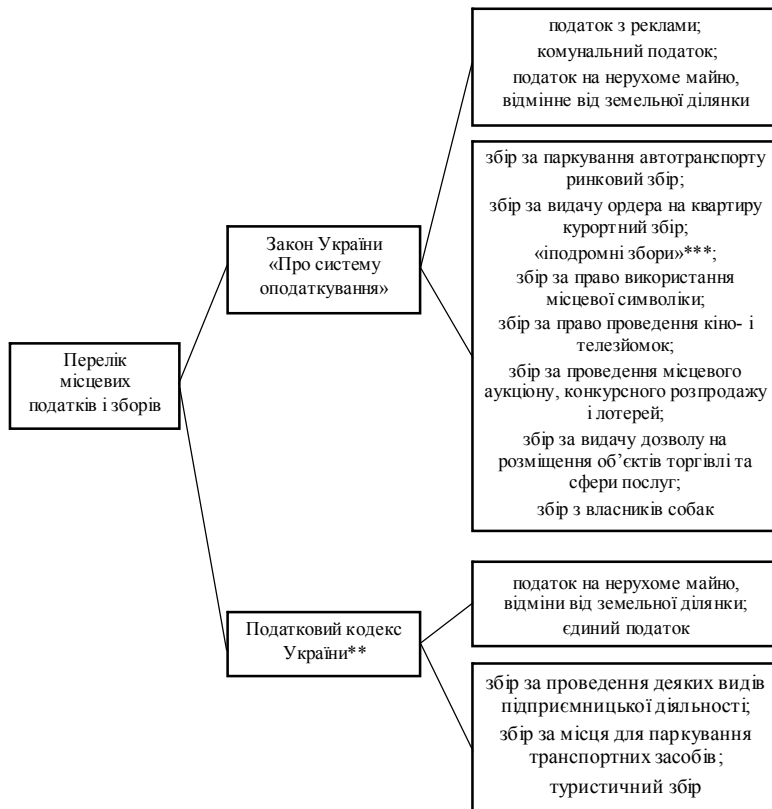 Перелік
місцевих
податків і зборів
Закон України
«Про систему
оподаткування»
податок з реклами;
комунальний податок;
податок на нерухоме майно,
відмінне від земельної ділянки
збір за паркування автотранспорту
ринковий збір;
збір за видачу ордера на квартиру
курортний збір;
«іподромні збори»***;
збір за право використання
місцевої символіки;
збір за право проведення кіно- і
телезйомок;
збір за проведення місцевого
аукціону, конкурсного розпродажу
і лотерей;
збір за видачу дозволу на
розміщення об’єктів торгівлі та
сфери послуг;
збір з власників собак
Податковий кодекс
України**
податок на нерухоме майно,
відміни від земельної ділянки;
єдиний податок
збір за проведення деяких видів
підприємницької діяльності;
збір за місця для паркування
транспортних засобів;
туристичний збір